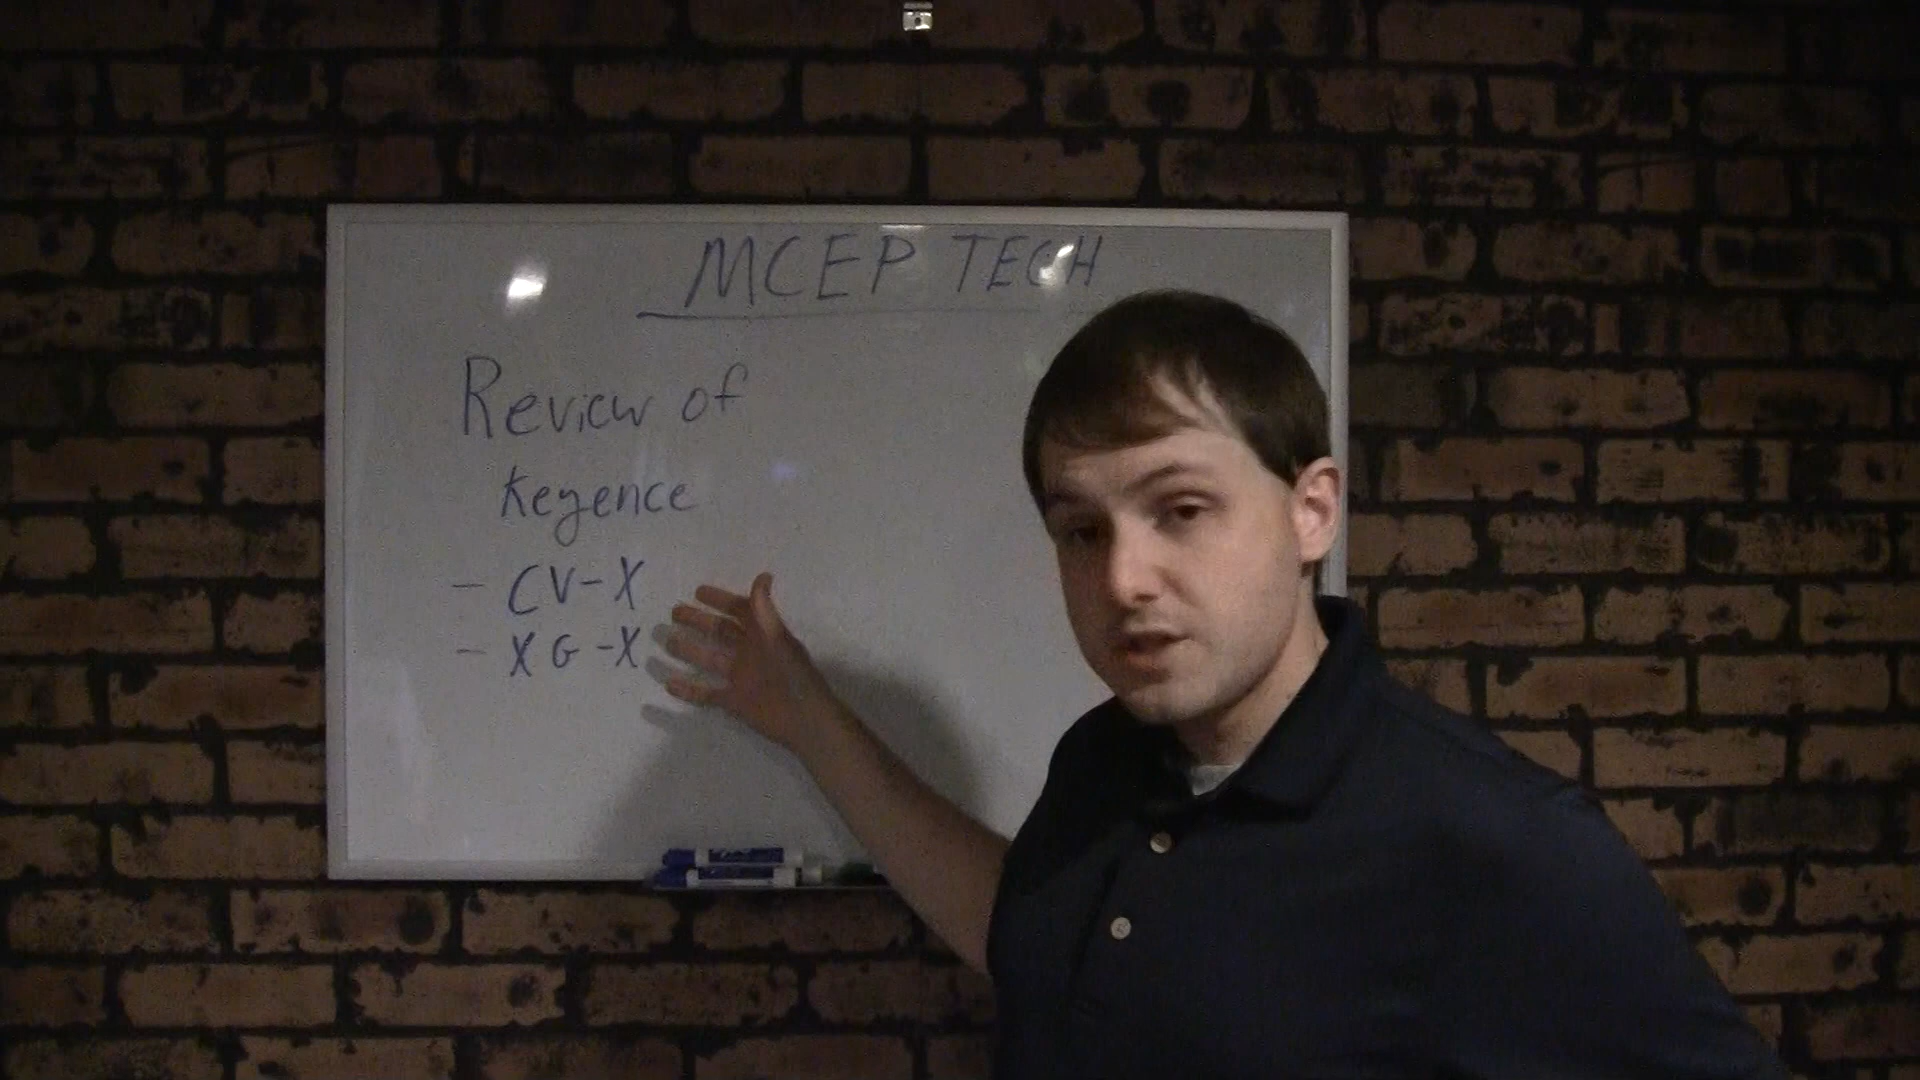 MCEP TECH
Review of
Keyence
- CV-X
- XG-X